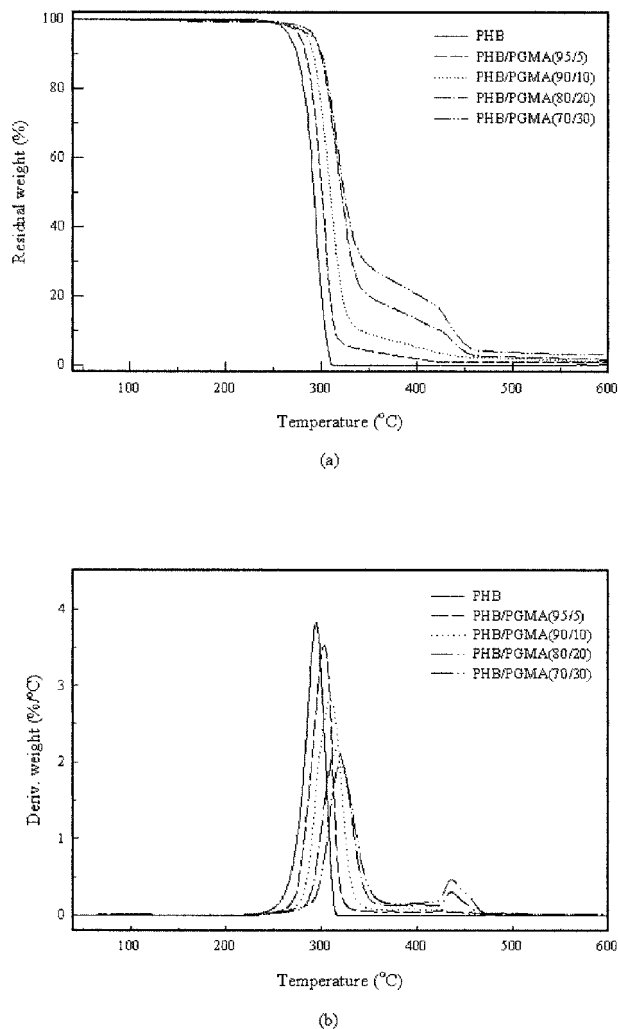 100
80
60
40
20
0
Residual weight (%)
PHB
PHB/PGMA(95/5)
PHB/PGMA(90/10)
PHB/PGMA(80/20)
PHB/PGMA(70/30)
100
200
300
400
500
600
Temperature (°C)
(a)
4
3
2
1
0
Deriv. weight (%/°C)
PHB
PHB/PGMA(95/5)
PHB/PGMA(90/10)
PHB/PGMA(80/20)
PHB/PGMA(70/30)
100
200
300
400
500
600
Temperature (°C)
(b)